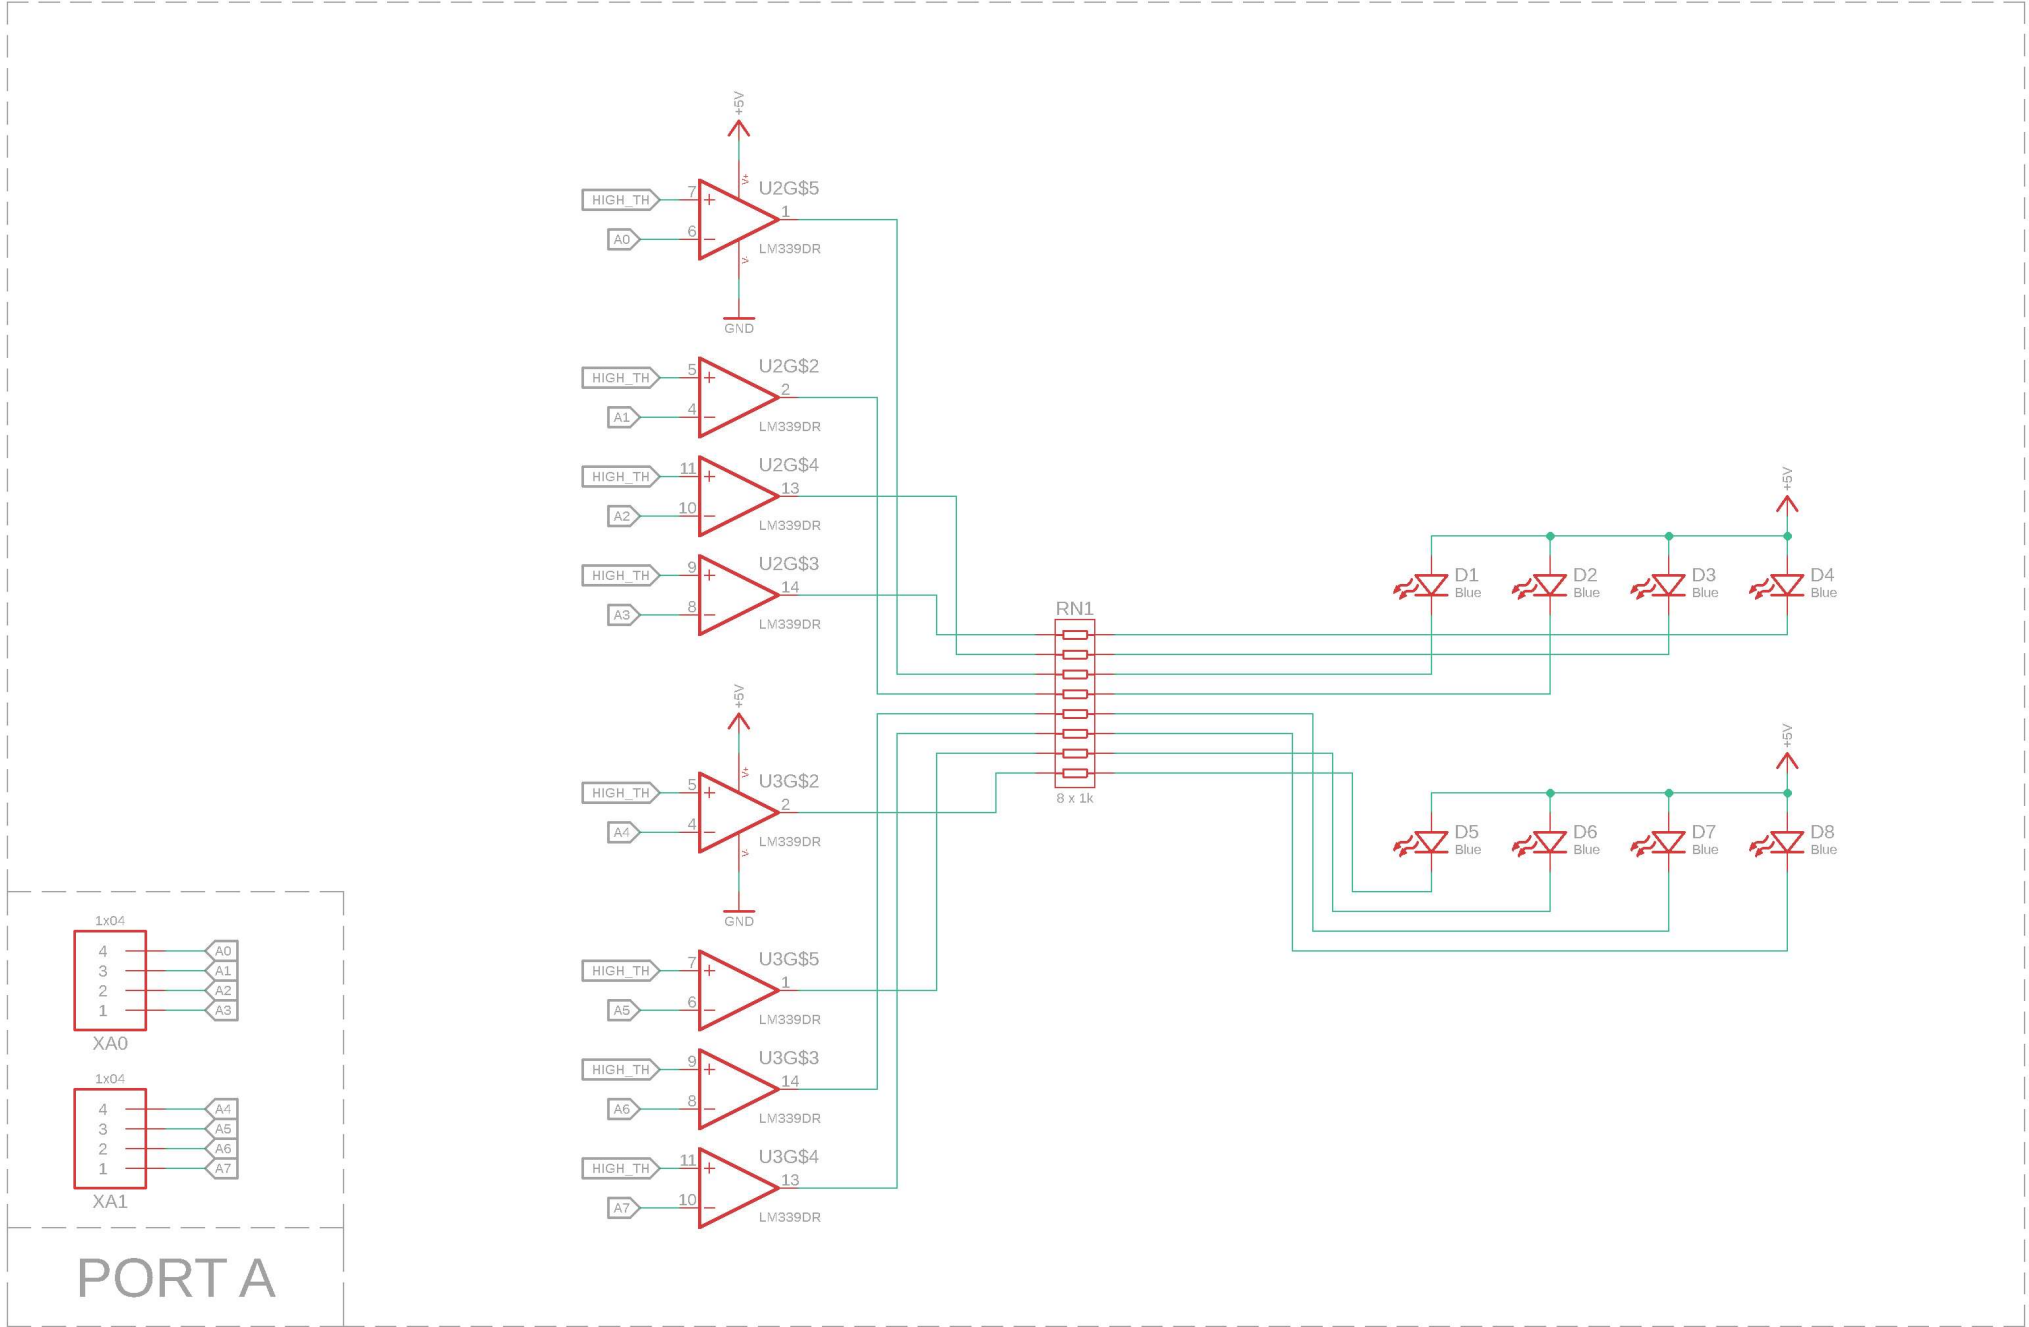 +5V
HIGH_TH
7
+
V+
U2G$5
1
A0
6
−
LM339DR
V-
GND
HIGH_TH
5
+
U2G$2
2
A1
4
−
LM339DR
HIGH_TH
11
+
U2G$4
13
A2
10
−
LM339DR
HIGH_TH
9
+
U2G$3
14
A3
8
−
LM339DR
+5V
HIGH_TH
5
+
V+
U3G$2
2
A4
4
−
LM339DR
V-
GND
HIGH_TH
7
+
U3G$5
1
A5
6
−
LM339DR
HIGH_TH
9
+
U3G$3
14
A6
8
−
LM339DR
HIGH_TH
11
+
U3G$4
13
A7
10
−
LM339DR
RN1
8 x 1k
+5V
D1
Blue
D2
Blue
D3
Blue
D4
Blue
+5V
D5
Blue
D6
Blue
D7
Blue
D8
Blue
1x04
4 A0
3 A1
2 A2
1 A3
XA0
1x04
4 A4
3 A5
2 A6
1 A7
XA1
PORT A